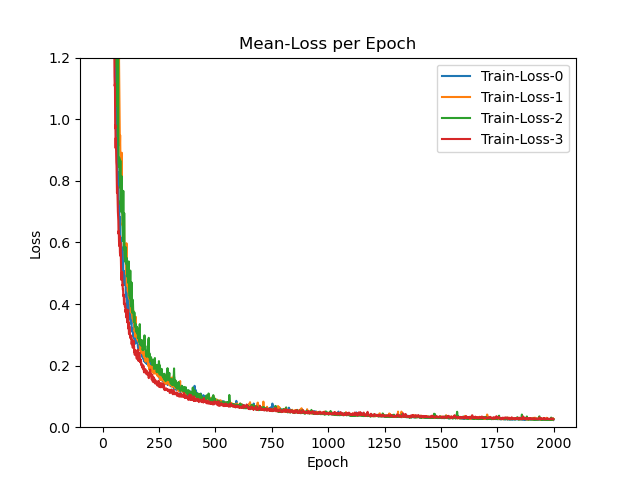 Mean-Loss per Epoch
Train-Loss-0
Train-Loss-1
Train-Loss-2
Train-Loss-3
Loss
1.2
1.0
0.8
0.6
0.4
0.2
0.0
0 250 500 750 1000 1250 1500 1750 2000
Epoch